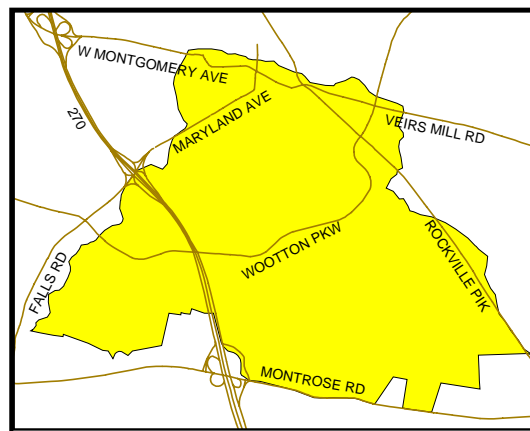 W MONTGOMERY AVE
270
MARYLAND AVE
VEIRS MILL RD
WOOTTON PKW
ROCKVILLE PIK
FALLS RD
MONTROSE RD